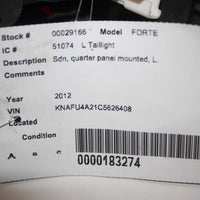 Stock # 00029166 Model FORTE
IC # 51074 L Taillight
Description Sdn, quarter panel mounted, L.
Comments
Year 2012
VIN KNAFU4A21C5626408
Located
Condition
A a c
0000183274